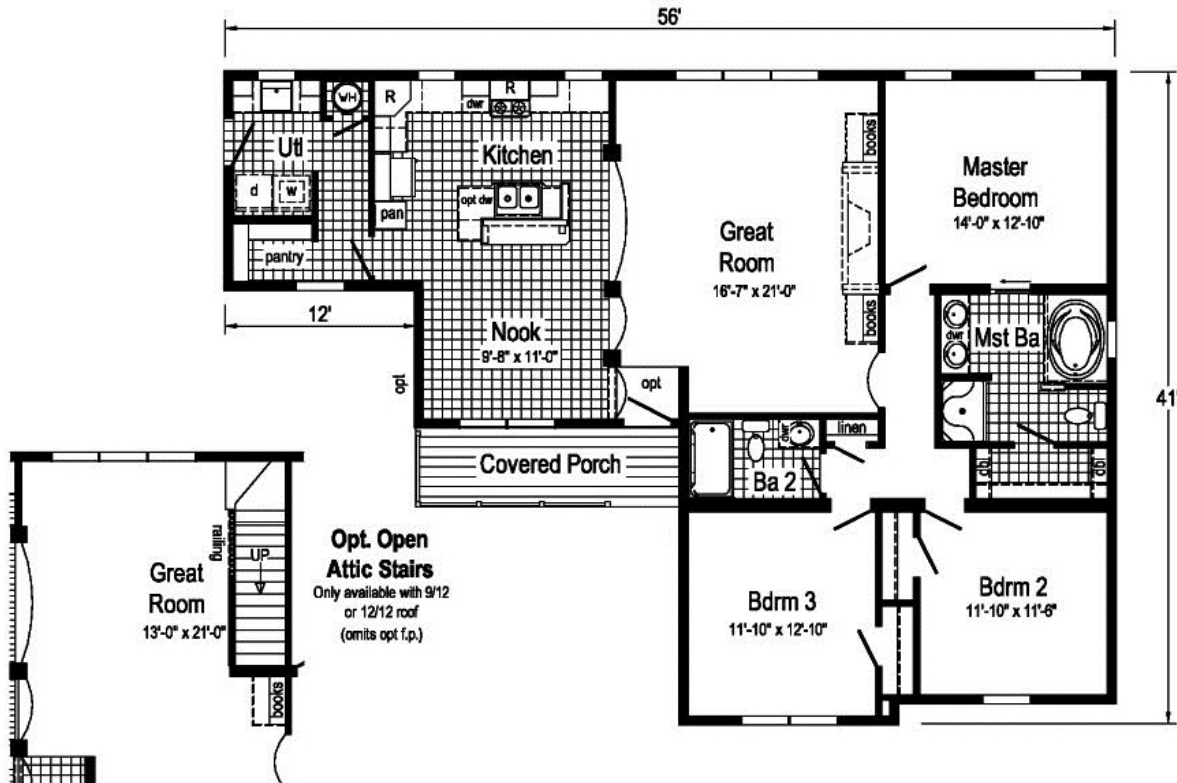 56'
R
WH
R
dwr
Utl
Kitchen
books
Master
Bedroom
14'-0" x 12'-10"
d
w
opt dw
pan
Great
Room
16'-7" x 21'-0"
pantry
books
12'
Nook
9'-8" x 11'-0"
dwr
Mst Ba
opt
opt
41'
linen
dwr
Covered Porch
Ba 2
dbl
dbl
railing
UP
Opt. Open
Attic Stairs
Only available with 9/12
or 12/12 roof
(omits opt f.p.)
Great
Room
13'-0" x 21'-0"
books
Bdrm 3
11'-10" x 12'-10"
Bdrm 2
11'-10" x 11'-6"